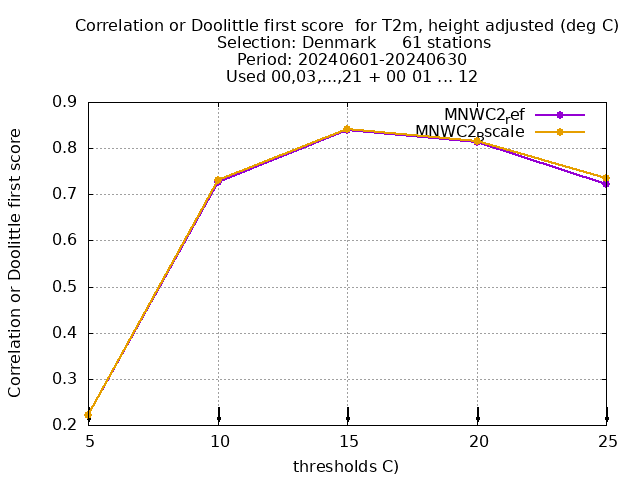 Correlation or Doolittle first score  for T2m, height adjusted (deg C)
Selection: Denmark     61 stations
Period: 20240601-20240630
Used 00,03,...,21 + 00 01 ... 12
MNWC2ref
MNWC2pscale
0.9
0.8
0.7
0.6
0.5
0.4
0.3
0.2
Correlation or Doolittle first score
5 10 15 20 25
thresholds C)